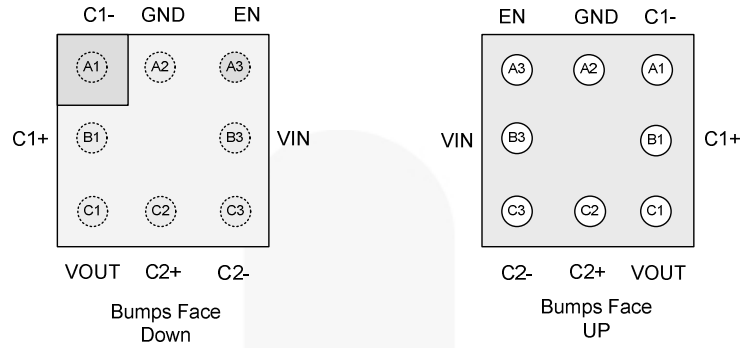 C1- GND EN
A1 A2 A3
C1+ B1 B3 VIN
C1 C2 C3
VOUT C2+ C2-
Bumps Face
Down
EN GND C1-
A3 A2 A1
VIN B3 B1 C1+
C3 C2 C1
C2- C2+ VOUT
Bumps Face
UP